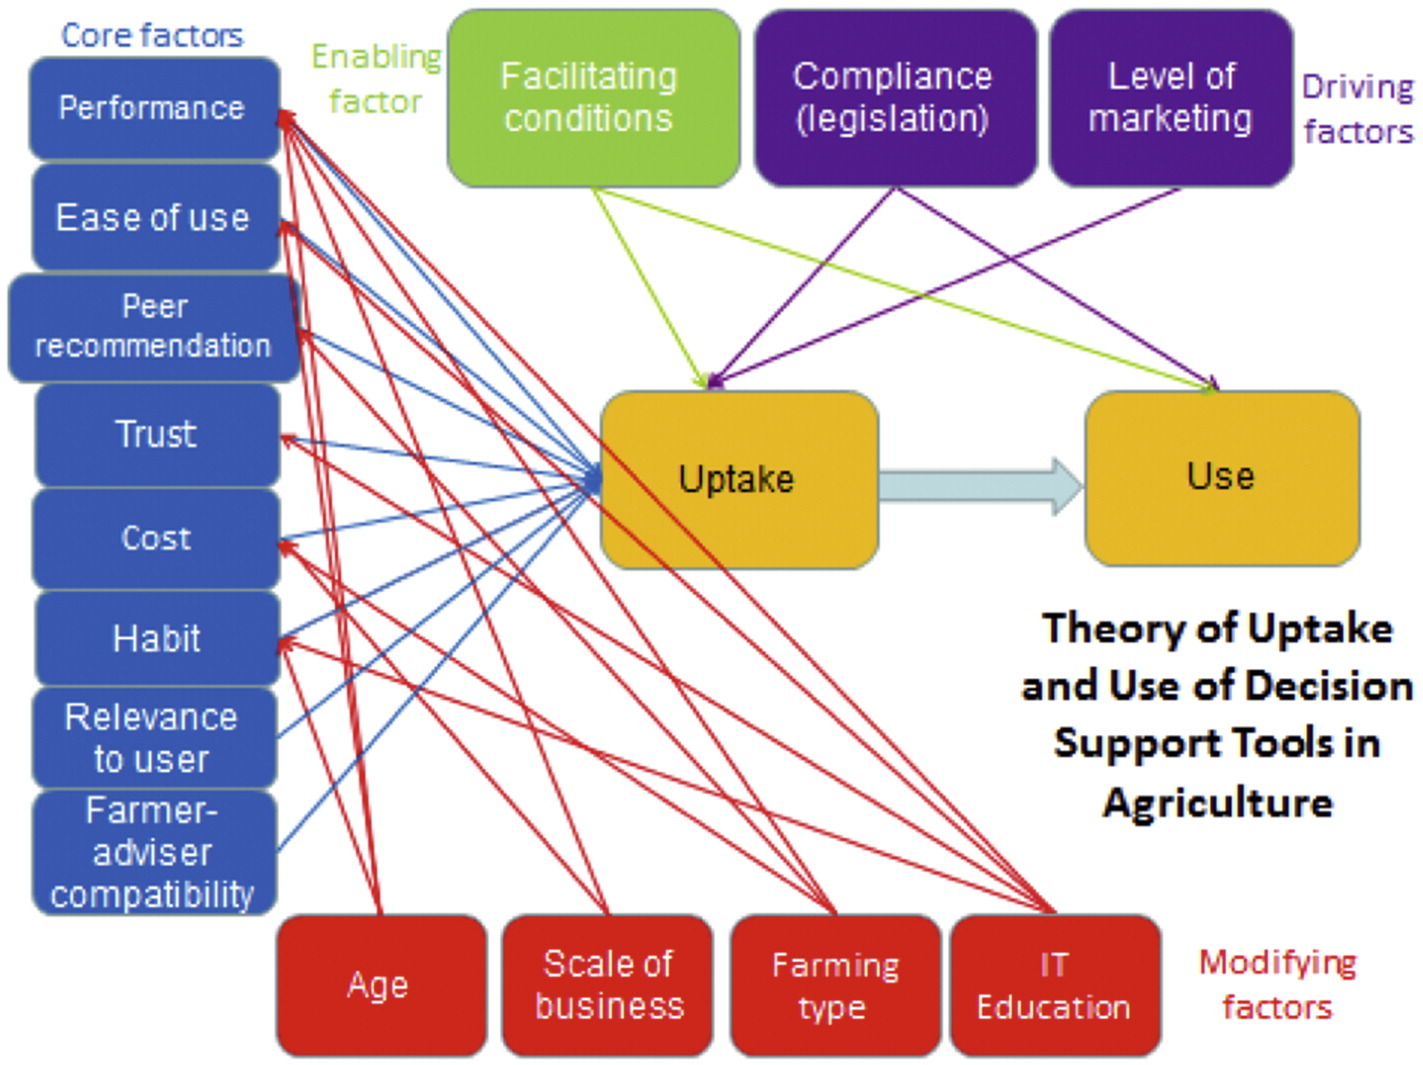 Core factors
Performance
Ease of use
Peer
recommendation
Trust
Cost
Habit
Relevance
to user
Farmer-
adviser
compatibility
Enabling
factor
Facilitating
conditions
Compliance
(legislation)
Level of
marketing
Driving
factors
Uptake
Use
Theory of Uptake
and Use of Decision
Support Tools in
Agriculture
Age
Scale of
business
Farming
type
IT
Education
Modifying
factors